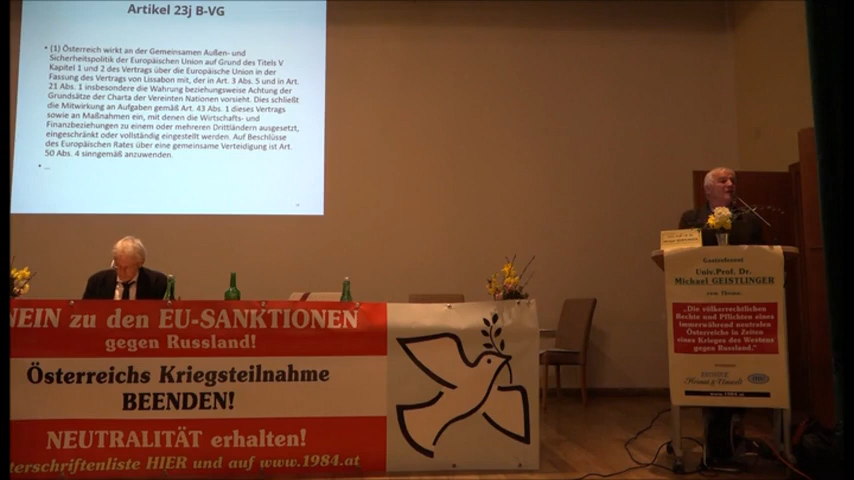 Artikel 23j B-VG
• (1) Österreich wirkt an der Gemeinsamen Außen- und
Sicherheitspolitik der Europäischen Union auf Grund des Titels V
Kapitel 1 und 2 des Vertrags über die Europäische Union in der
Fassung des Vertrags von Lissabon mit, der in Art. 3 Abs. 5 und in Art.
21 Abs. 1 insbesondere die Wahrung beziehungsweise Achtung der
Grundsätze der Charta der Vereinten Nationen vorsieht. Dies schließt
die Mitwirkung an Aufgaben gemäß Art. 43 Abs. 1 dieses Vertrags
sowie an Maßnahmen ein, mit denen die Wirtschafts- und
Finanzbeziehungen zu einem oder mehreren Drittländern ausgesetzt,
eingeschränkt oder vollständig eingestellt werden. Auf Beschlüsse
des Europäischen Rates über eine gemeinsame Verteidigung ist Art.
50 Abs. 4 sinngemäß anzuwenden.
• ...
NEIN zu den EU-SANKTIONEN
gegen Russland!
Österreichs Kriegsteilnahme
BEENDEN!
NEUTRALITÄT erhalten!
terschriftenliste HIER und auf www.1984.at
Gastreferent
Univ.Prof. Dr.
Michael GEISTLINGER
zum Thema:
„Die völkerrechtlichen
Rechte und Pflichten eines
immerwährend neutralen
Österreichs in Zeiten
eines Krieges des Westens
gegen Russland."
Heimat & Umwelt
www.1984.at